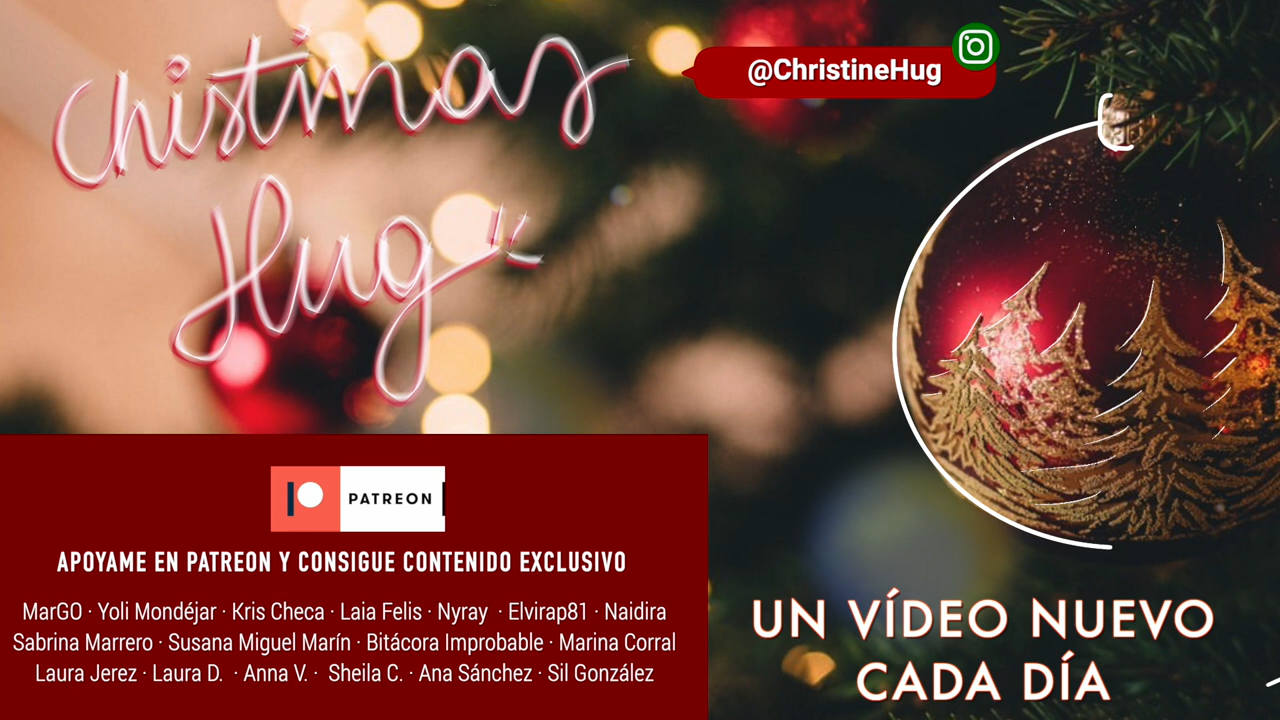 Chistmas
Hug
@ChristineHug
PATREON
APOYAME EN PATREON Y CONSIGUE CONTENIDO EXCLUSIVO
MarGO · Yoli Mondéjar · Kris Checa · Laia Felis · Nyray · Elvirap81 · Naidira
Sabrina Marrero · Susana Miguel Marín · Bitácora Improbable · Marina Corral
Laura Jerez · Laura D. · Anna V. · Sheila C. · Ana Sánchez · Sil González
UN VÍDEO NUEVO
CADA DÍA